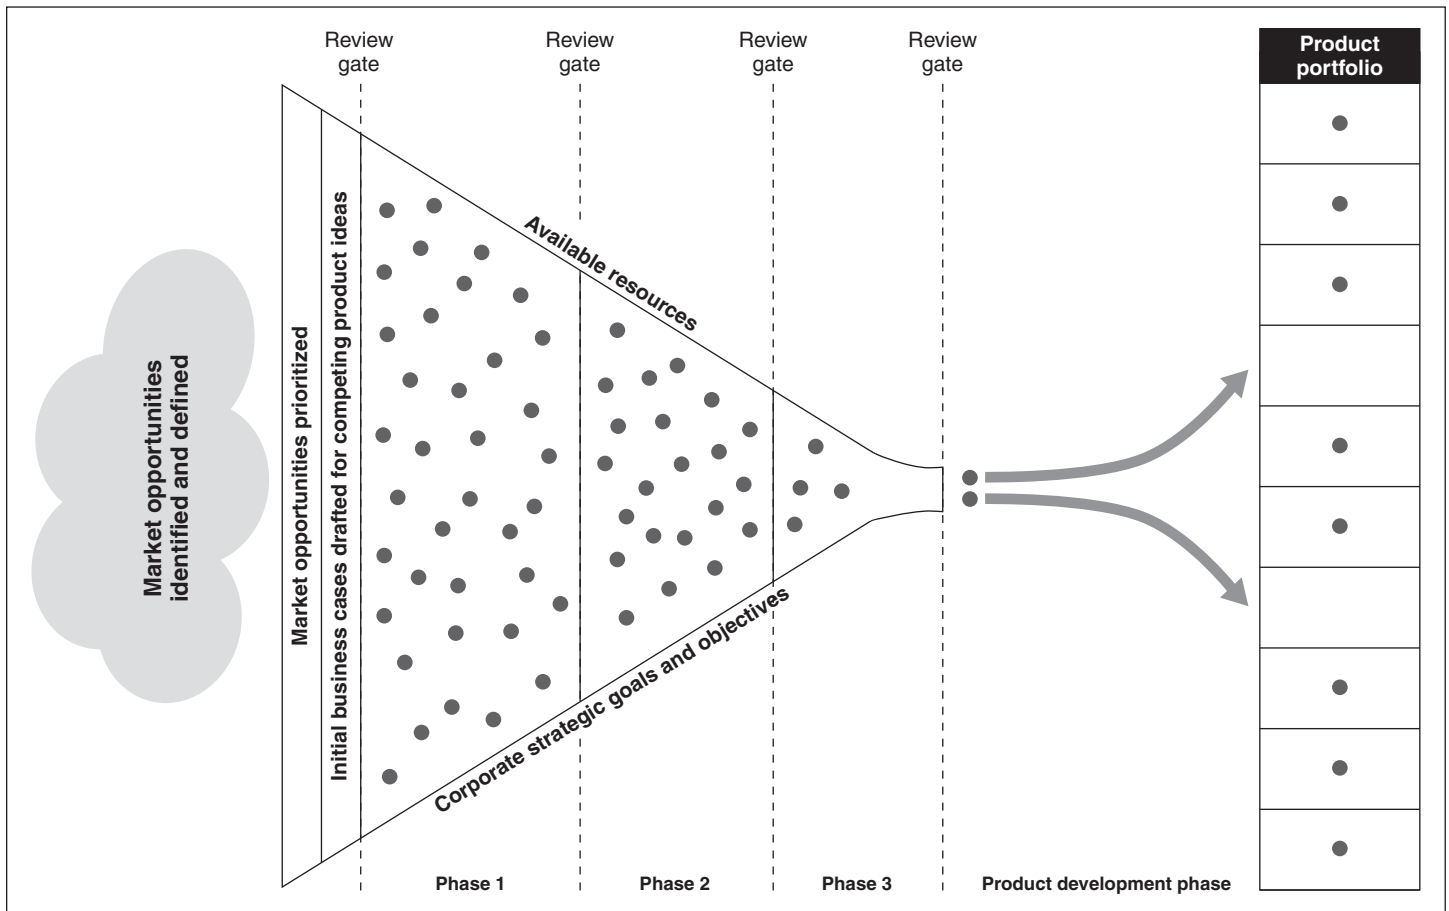 Review
gate
Review
gate
Review
gate
Review
gate
Product
portfolio
Market opportunities
identified and defined
Market opportunities prioritized
Initial business cases drafted for competing product ideas
Available resources
Corporate strategic goals and objectives
Phase 1
Phase 2
Phase 3
Product development phase